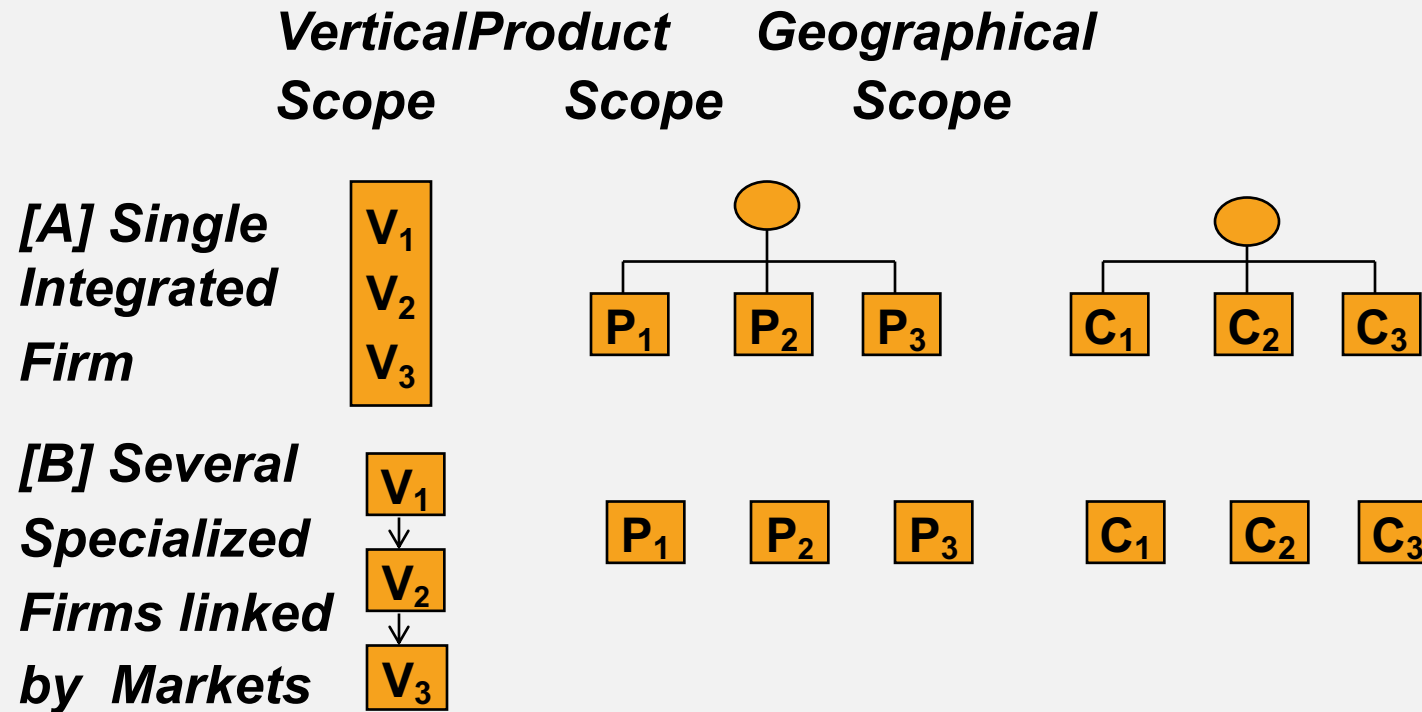 VerticalProduct Geographical
Scope Scope Scope
[A] Single
Integrated
Firm
V₁
V₂
V₃
P₁ P₂ P₃
C₁ C₂ C₃
[B] Several
Specialized
Firms linked
by Markets
V₁
V₂
V₃
P₁ P₂ P₃
C₁ C₂ C₃